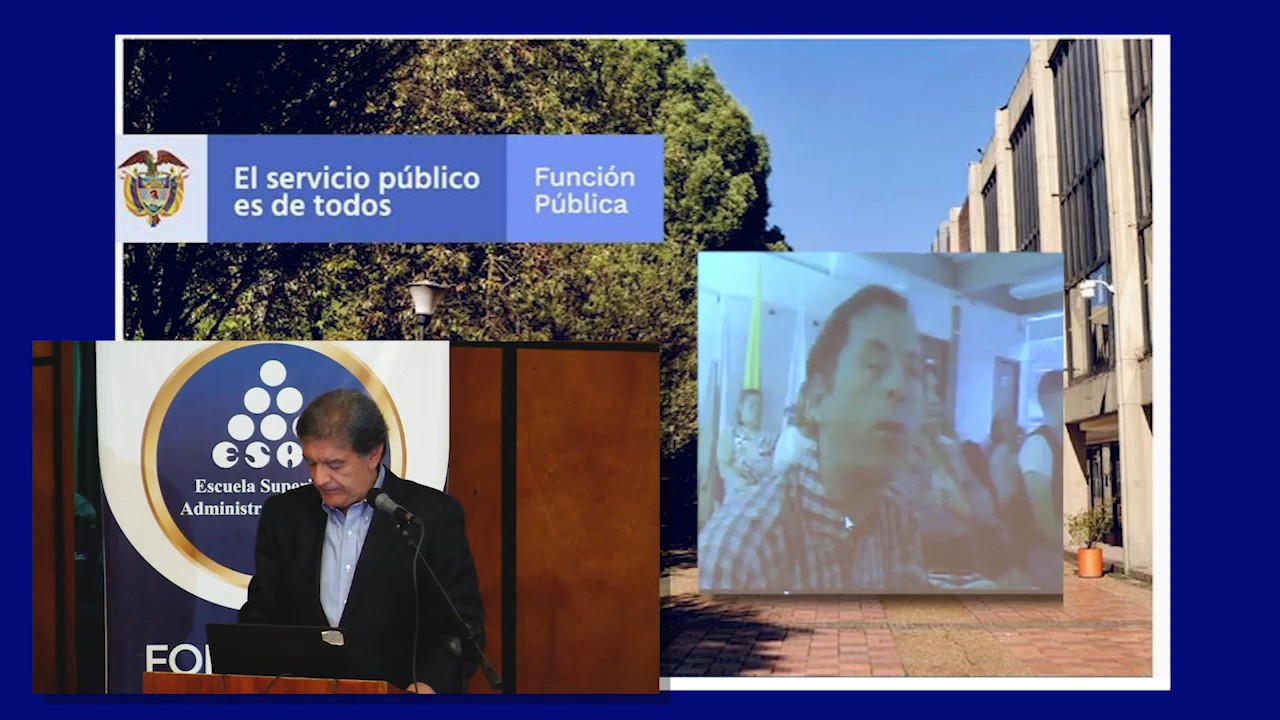 El servicio público
es de todos
Función
Pública
ESA
Escuela Superi
Administr
FO